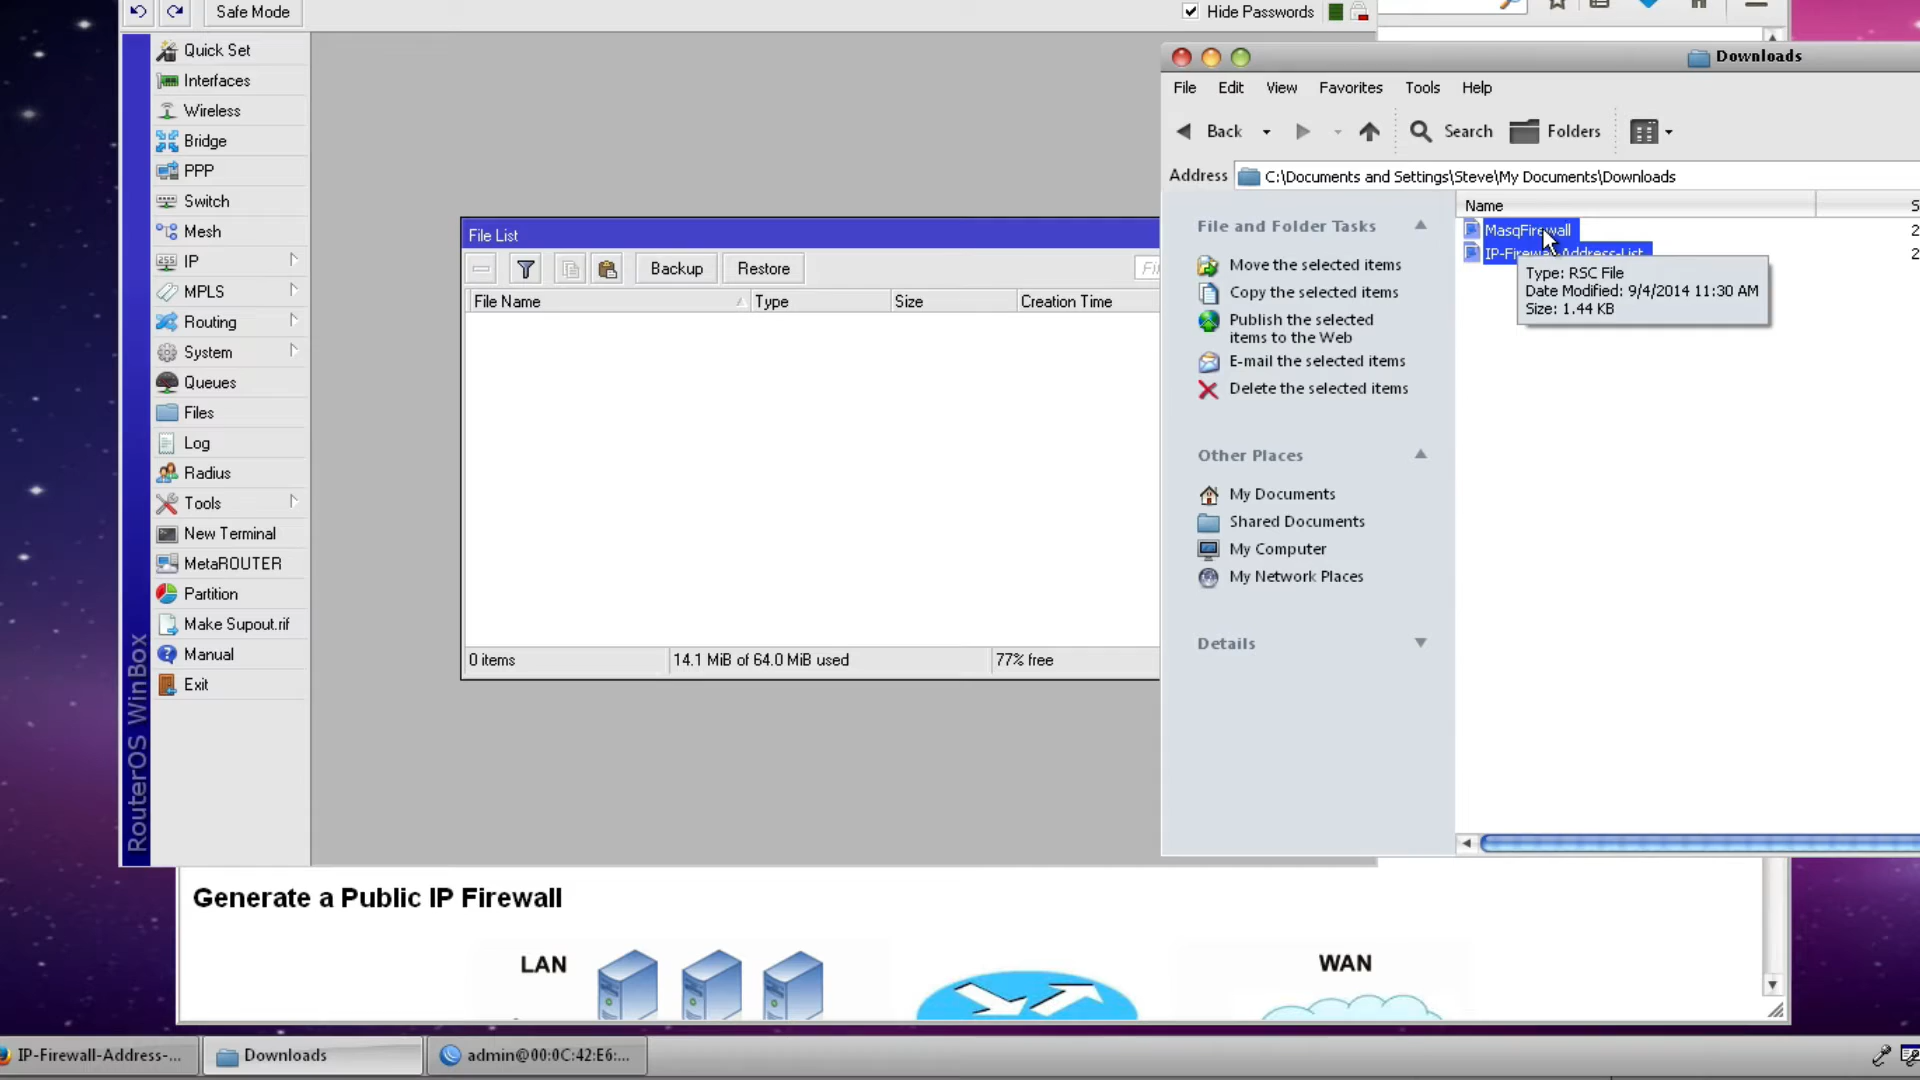 Safe Mode
Hide Passwords
Quick Set
Interfaces
Wireless
Bridge
PPP
Switch
Mesh
IP
MPLS
Routing
System
Queues
Files
Log
Radius
Tools
New Terminal
MetaROUTER
Partition
Make Supout.rif
Manual
Exit
RouterOS WinBox
File List
Backup
Restore
File Name
Type
Size
Creation Time
0 items
14.1 MiB of 64.0 MiB used
77% free
Downloads
File
Edit
View
Favorites
Tools
Help
Back
Search
Folders
Address
C:\Documents and Settings\Steve\My Documents\Downloads
File and Folder Tasks
Move the selected items
Copy the selected items
Publish the selected
items to the Web
E-mail the selected items
Delete the selected items
Other Places
My Documents
Shared Documents
My Computer
My Network Places
Details
Name
MasqFirewall
IP-Firewall-Address-List
Type: RSC File
Date Modified: 9/4/2014 11:30 AM
Size: 1.44 KB
Generate a Public IP Firewall
LAN
WAN
IP-Firewall-Address-...
Downloads
admin@00:0C:42:E6:...